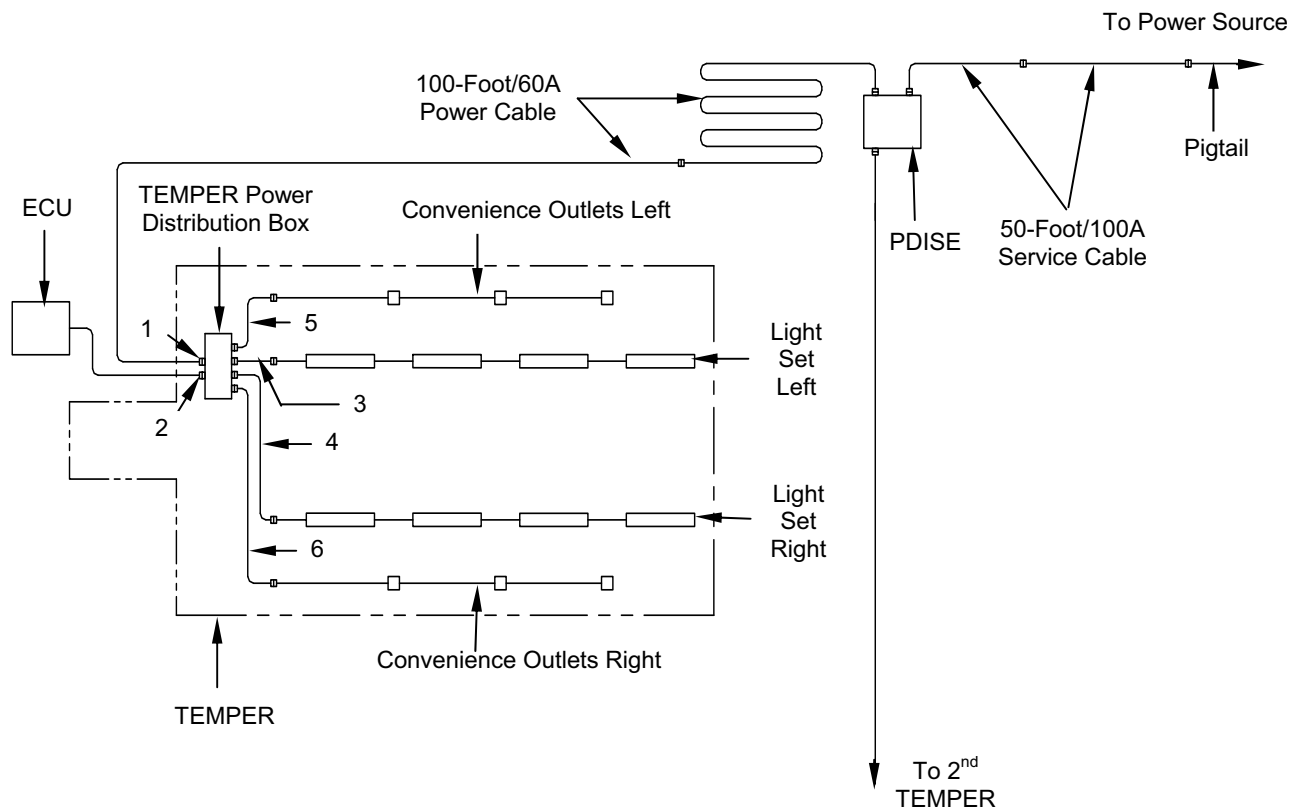 To Power Source
100-Foot/60A
Power Cable
Pigtail
TEMPER Power
Distribution Box
Convenience Outlets Left
ECU
PDISE
50-Foot/100A
Service Cable
1
5
Light
Set
Left
3
2
4
Light
Set
Right
6
Convenience Outlets Right
TEMPER
To 2nd
TEMPER